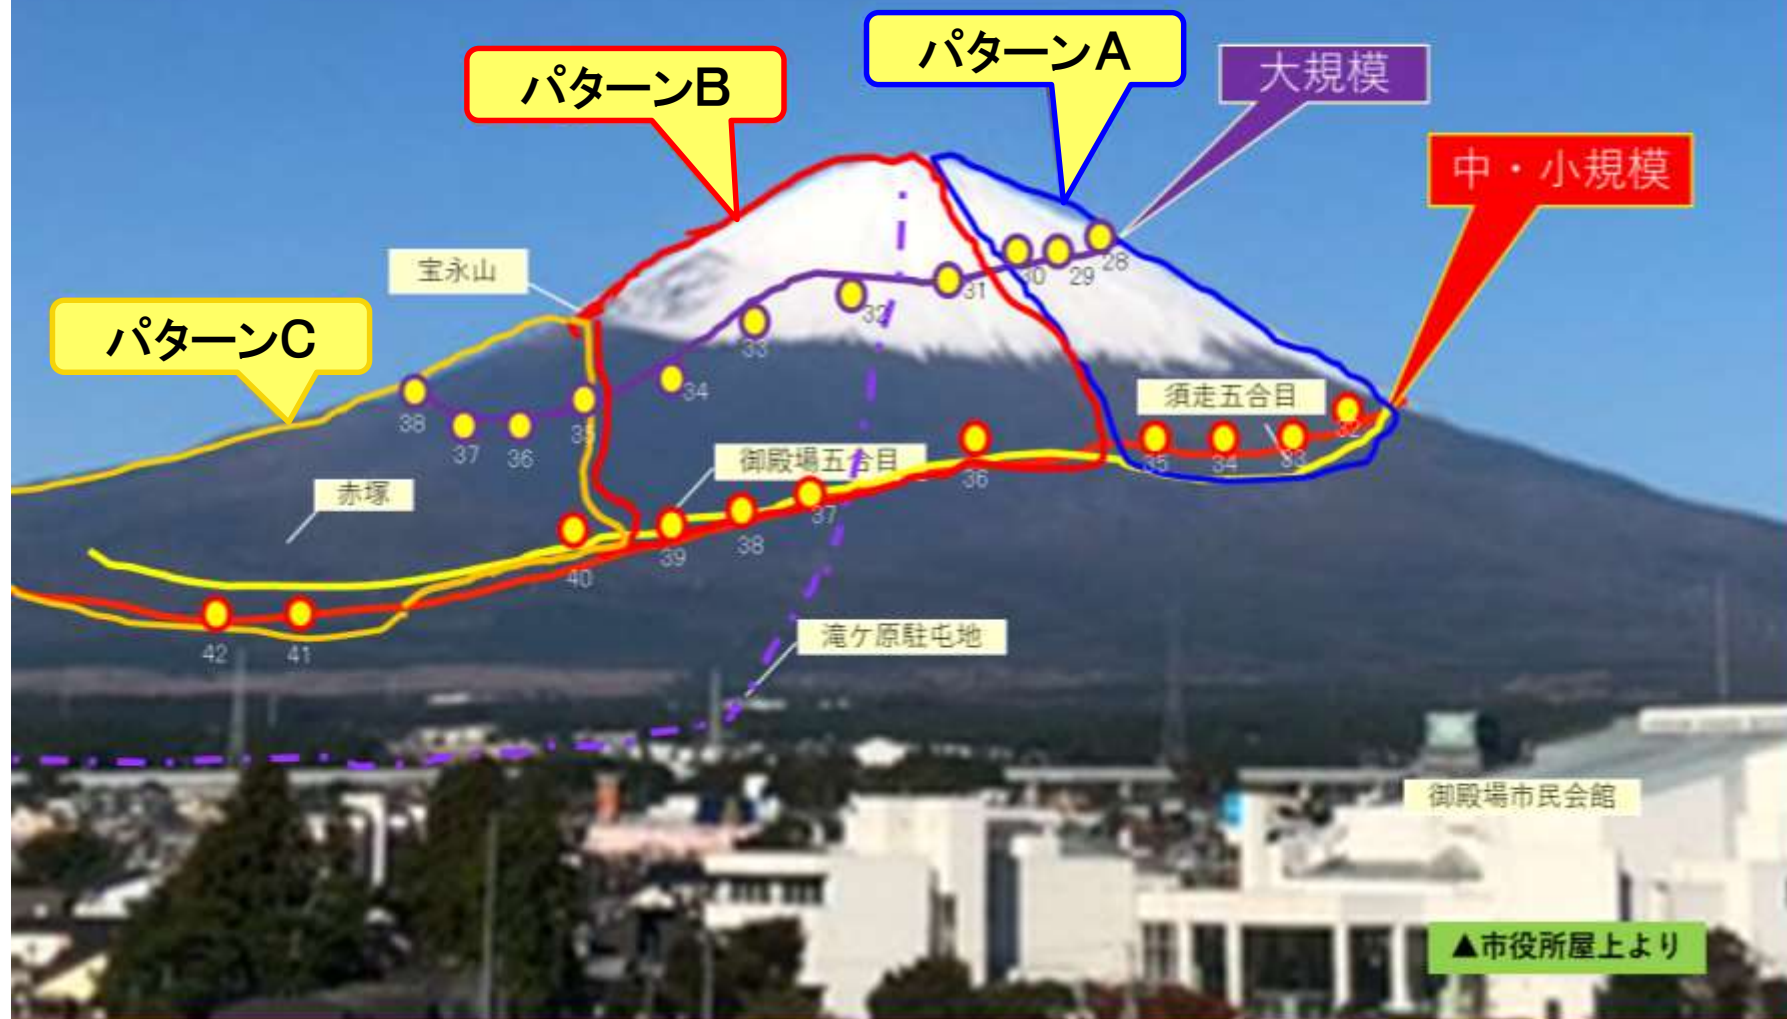 パターンA
パターンB
大規模
中・小規模
宝永山
パターンC
28
29
30
31
32
33
34
35
36
37
38
須走五合目
32
33
34
35
36
37
38
39
40
41
42
御殿場五合目
赤塚
滝ケ原駐屯地
御殿場市民会館
▲市役所屋上より